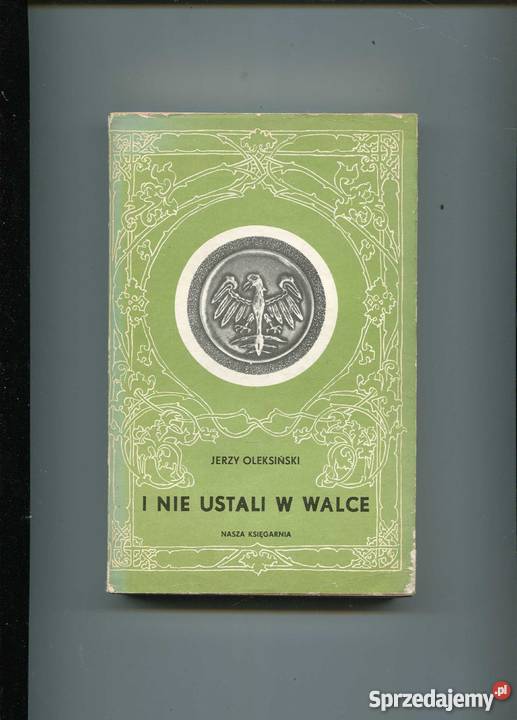 JERZY OLEKSIŃSKI
I NIE USTALI W WALCE
NASZA KSIĘGARNIA
Sprzedajemy.pl